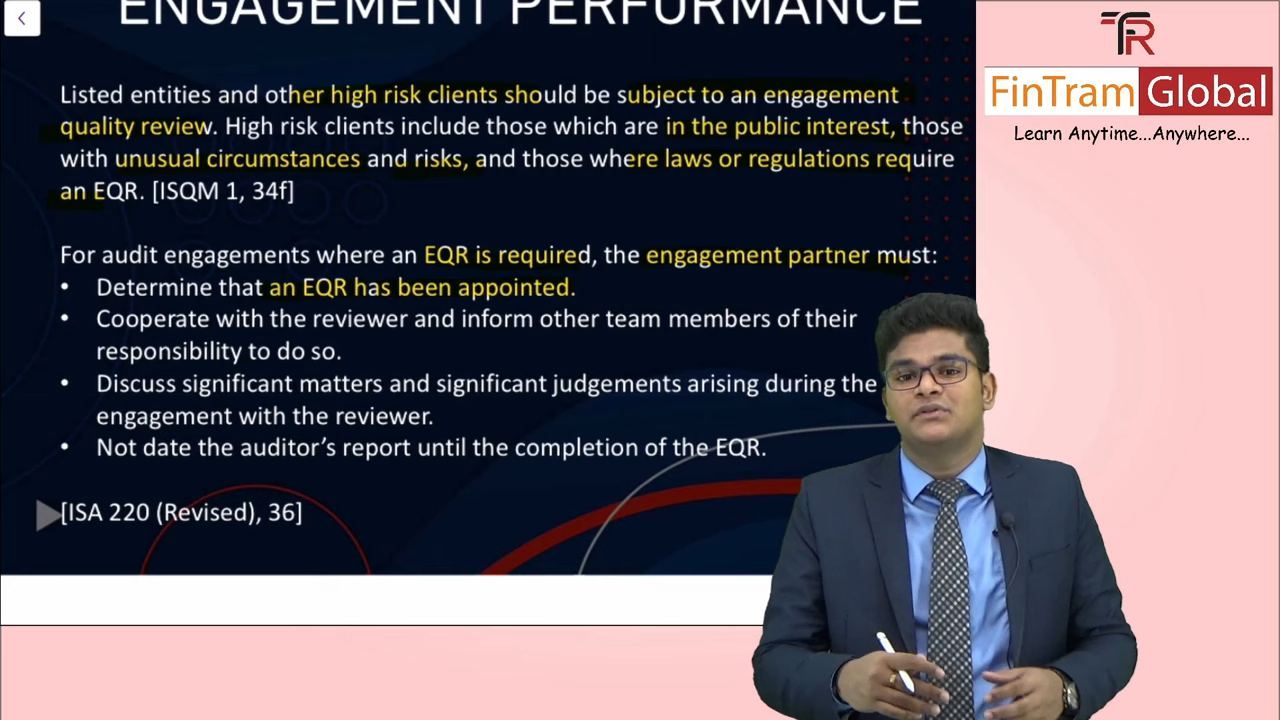 ENGAGEMENT PERFORMANCE
Listed entities and other high risk clients should be subject to an engagement
quality review. High risk clients include those which are in the public interest, those
with unusual circumstances and risks, and those where laws or regulations require
an EQR. [ISQM 1, 34f]
For audit engagements where an EQR is required, the engagement partner must:
• Determine that an EQR has been appointed.
• Cooperate with the reviewer and inform other team members of their
responsibility to do so.
• Discuss significant matters and significant judgements arising during the
engagement with the reviewer.
• Not date the auditor's report until the completion of the EQR.
[ISA 220 (Revised), 36]
FinTram Global
Learn Anytime...Anywhere...